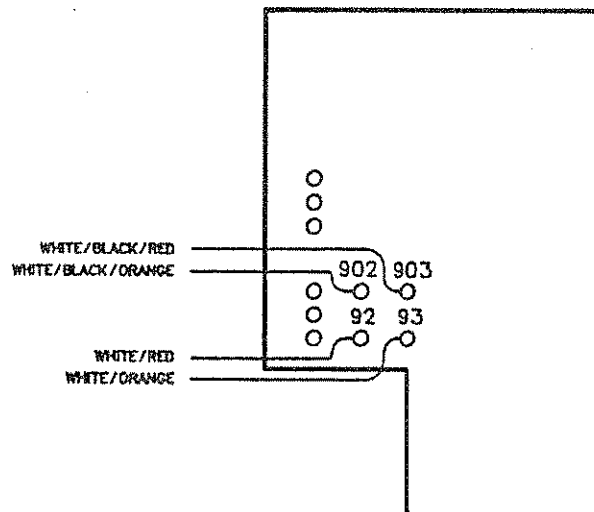 WHITE/BLACK/RED
WHITE/BLACK/ORANGE
902 903
92 93
WHITE/RED
WHITE/ORANGE